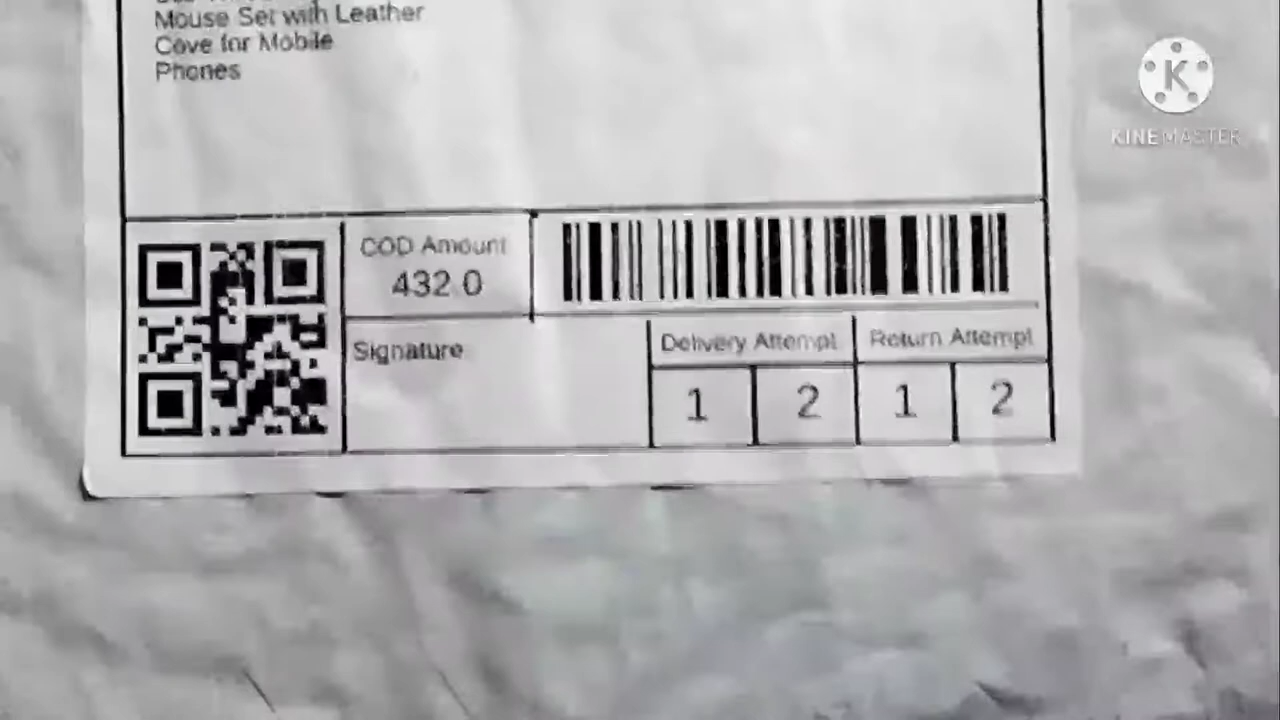 Mouse Set with Leather
Cove for Mobile
Phones
COD Amount
432.0
Signature
Delivery Attempt
Return Attempt
1
2
1
2
K
KINEMASTER